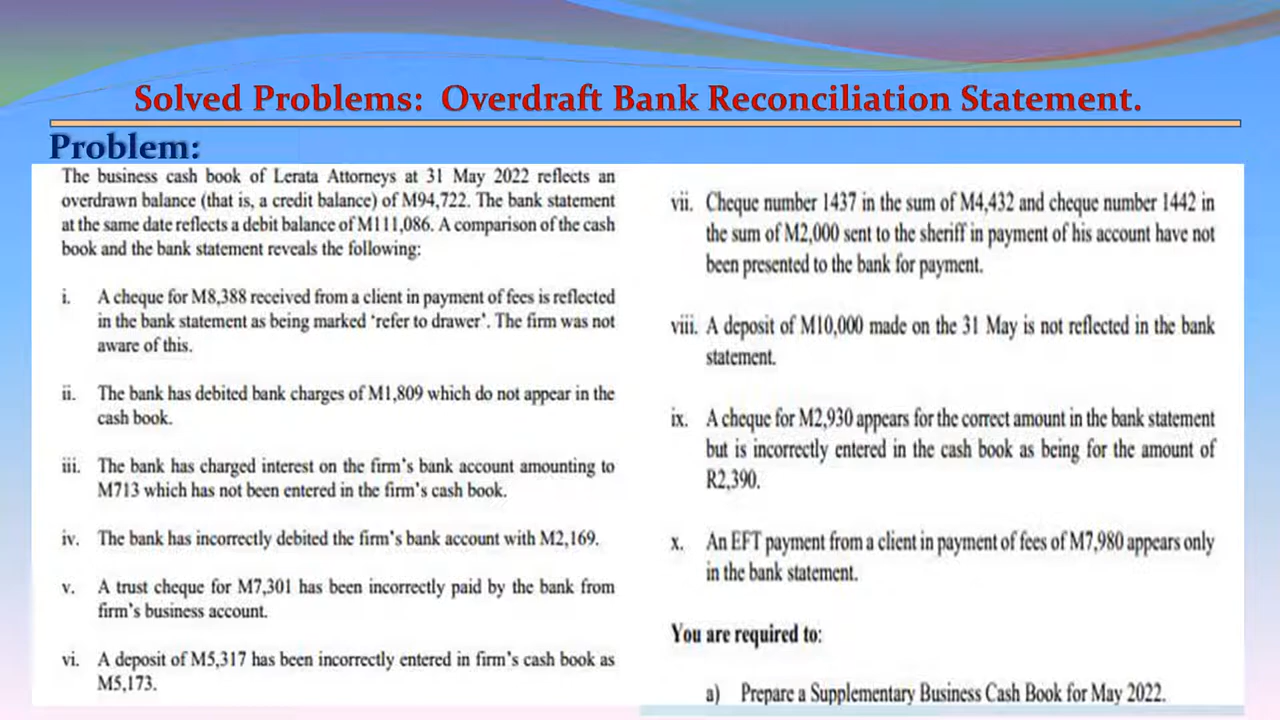 Solved Problems: Overdraft Bank Reconciliation Statement.
Problem:
The business cash book of Lerata Attorneys at 31 May 2022 reflects an
overdrawn balance (that is, a credit balance) of M94,722. The bank statement
at the same date reflects a debit balance of M111,086. A comparison of the cash
book and the bank statement reveals the following:
i. A cheque for M8,388 received from a client in payment of fees is reflected
in the bank statement as being marked 'refer to drawer'. The firm was not
aware of this.
ii. The bank has debited bank charges of M1,809 which do not appear in the
cash book.
iii. The bank has charged interest on the firm's bank account amounting to
M713 which has not been entered in the firm's cash book.
iv. The bank has incorrectly debited the firm's bank account with M2,169.
v. A trust cheque for M7,301 has been incorrectly paid by the bank from
firm's business account.
vi. A deposit of M5,317 has been incorrectly entered in firm's cash book as
M5,173.
vii. Cheque number 1437 in the sum of M4,432 and cheque number 1442 in
the sum of M2,000 sent to the sheriff in payment of his account have not
been presented to the bank for payment.
viii. A deposit of M10,000 made on the 31 May is not reflected in the bank
statement.
ix. A cheque for M2,930 appears for the correct amount in the bank statement
but is incorrectly entered in the cash book as being for the amount of
R2,390.
x. An EFT payment from a client in payment of fees of M7,980 appears only
in the bank statement.
You are required to:
a) Prepare a Supplementary Business Cash Book for May 2022.